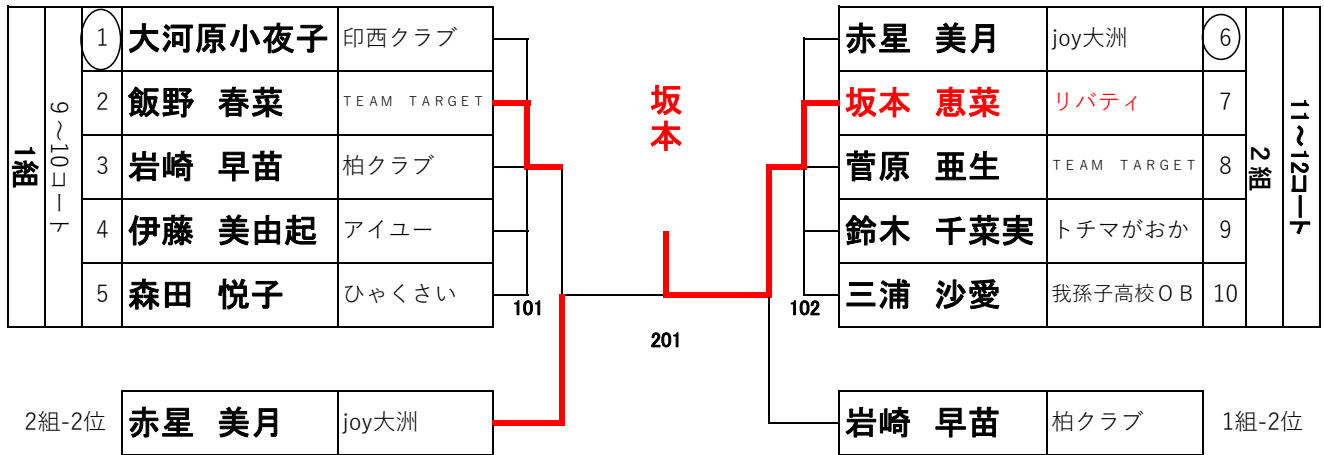 1組
9～10コート
1 大河原小夜子 印西クラブ
2 飯野 春菜 TEAM TARGET
3 岩崎 早苗 柏クラブ
4 伊藤 美由起 アイユー
5 森田 悦子 ひゃくさい
101
2組-2位 赤星 美月 joy大洲
坂本
201
赤星 美月 joy大洲 6
坂本 恵菜 リバティ 7
菅原 亜生 TEAM TARGET 8
鈴木 千菜実 トチマがおか 9
三浦 沙愛 我孫子高校ＯＢ 10
102
2組
11～12コート
岩崎 早苗 柏クラブ 1組-2位